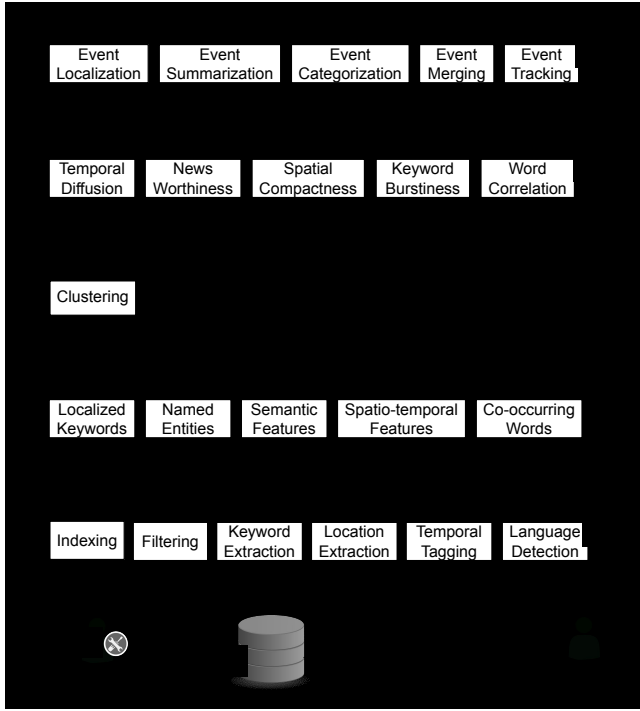 Event
Localization
Event
Summarization
Event
Categorization
Event
Merging
Event
Tracking
Temporal
Diffusion
News
Worthiness
Spatial
Compactness
Keyword
Burstiness
Word
Correlation
Clustering
Localized
Keywords
Named
Entities
Semantic
Features
Spatio-temporal
Features
Co-occurring
Words
Indexing
Filtering
Keyword
Extraction
Location
Extraction
Temporal
Tagging
Language
Detection